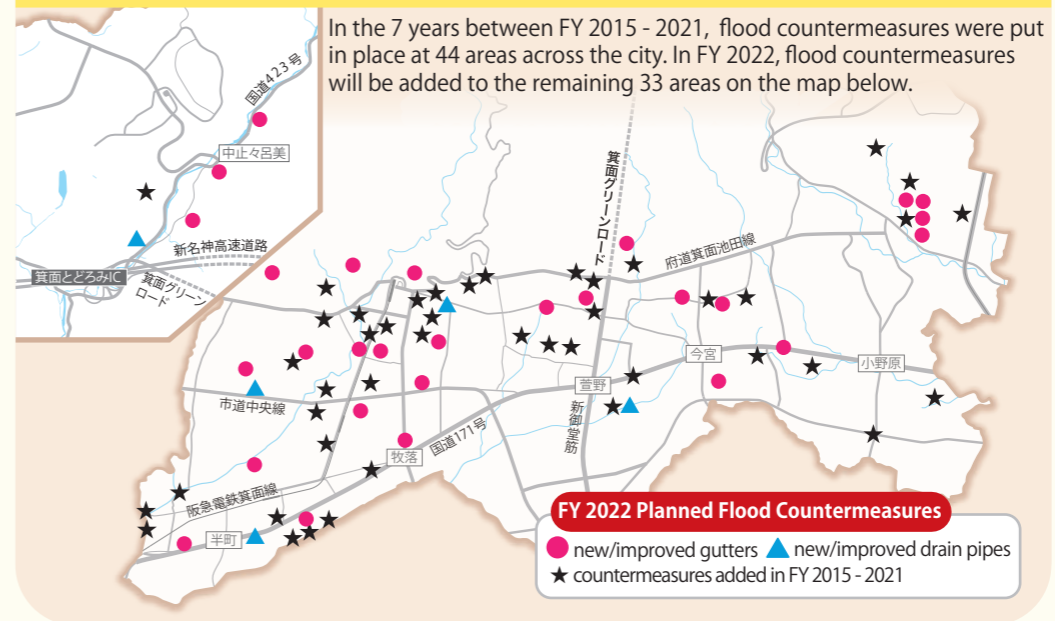 In the 7 years between FY 2015 - 2021, flood countermeasures were put
in place at 44 areas across the city. In FY 2022, flood countermeasures
will be added to the remaining 33 areas on the map below.
国道423号
中止々呂美
新名神高速道路
箕面とどろみIC
箕面グリーン
ロード
箕面グリーンロード
府道箕面池田線
今宮
小野原
萱野
市道中央線
新御堂筋
国道171号
牧落
阪急電鉄箕面線
半町
FY 2022 Planned Flood Countermeasures
new/improved gutters
new/improved drain pipes
countermeasures added in FY 2015 - 2021